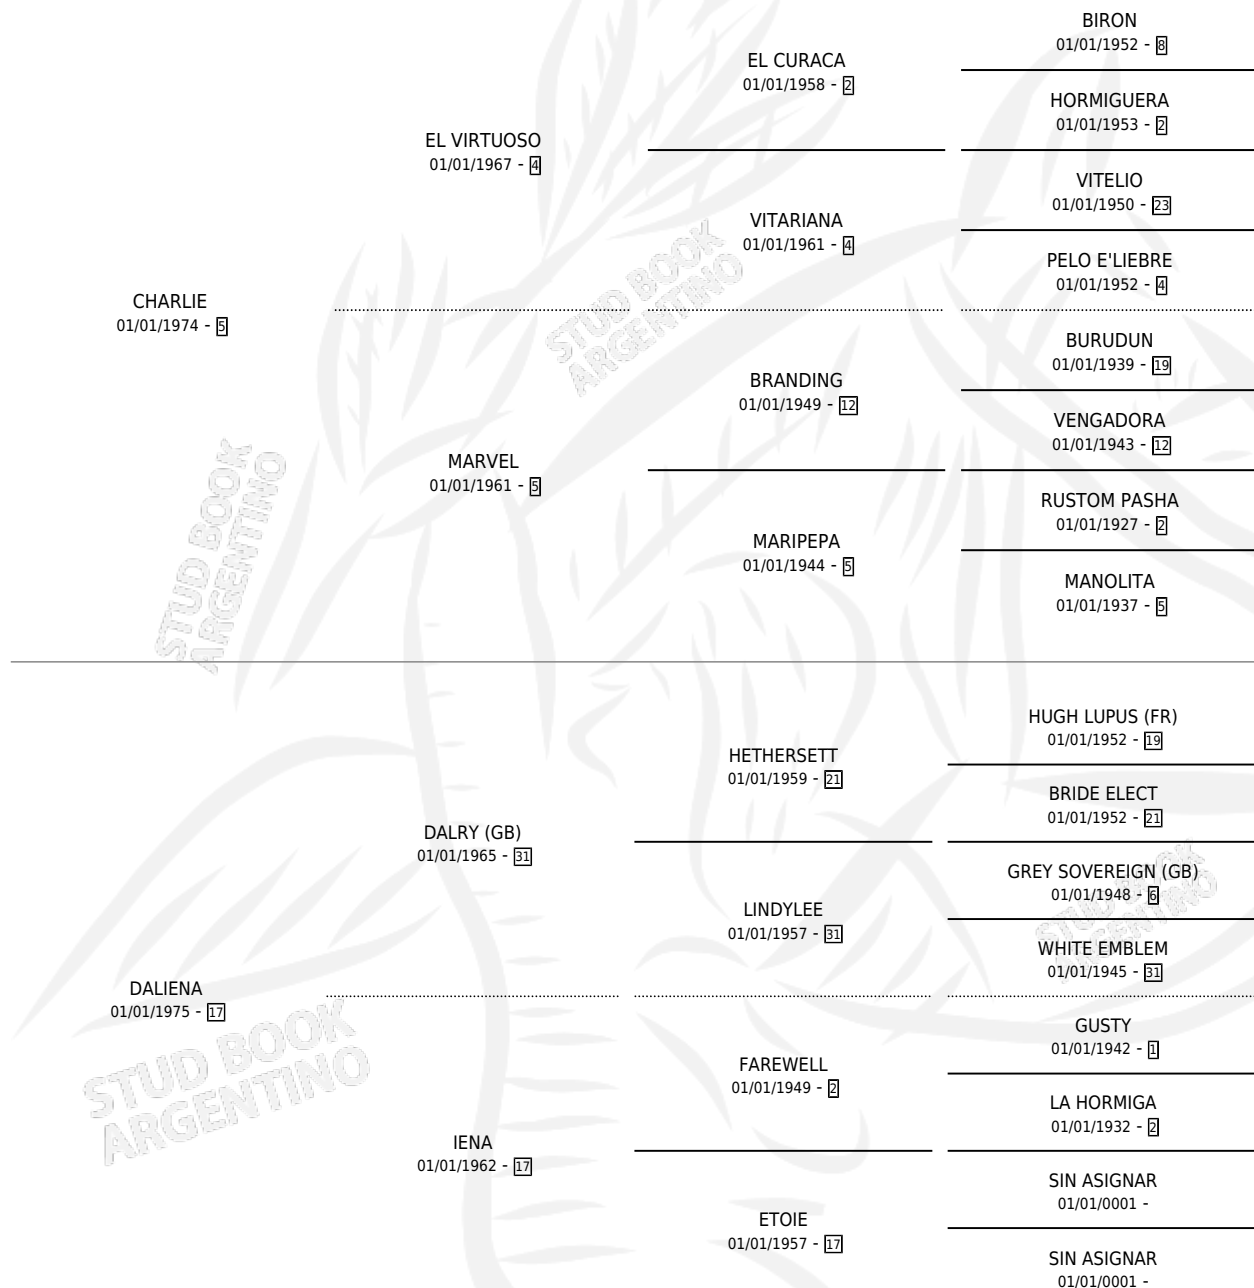 BIRON
01/01/1952 - 8
EL CURACA
01/01/1958 - 2
HORMIGUERA
01/01/1953 - 2
EL VIRTUOSO
01/01/1967 - 4
VITELIO
01/01/1950 - 23
VITARIANA
01/01/1961 - 4
PELO E'LIEBRE
01/01/1952 - 4
CHARLIE
01/01/1974 - 5
STUD BOOK
ARGENTINO
BURUDUN
01/01/1939 - 19
BRANDING
01/01/1949 - 12
VENGADORA
01/01/1943 - 12
MARVEL
01/01/1961 - 5
RUSTOM PASHA
01/01/1927 - 2
MARIPEPA
01/01/1944 - 5
MANOLITA
01/01/1937 - 5
STUD BOOK
ARGENTINO
HUGH LUPUS (FR)
01/01/1952 - 19
HETHERSETT
01/01/1959 - 21
BRIDE ELECT
01/01/1952 - 21
DALRY (GB)
01/01/1965 - 31
GREY SOVEREIGN (GB)
01/01/1948 - 6
LINDYLEE
01/01/1957 - 31
WHITE EMBLEM
01/01/1945 - 31
STUD BOOK
ARGENTINO
DALIENA
01/01/1975 - 17
GUSTY
01/01/1942 - 1
FAREWELL
01/01/1949 - 2
LA HORMIGA
01/01/1932 - 2
IENA
01/01/1962 - 17
SIN ASIGNAR
01/01/0001 -
ETOIE
01/01/1957 - 17
SIN ASIGNAR
01/01/0001 -
STUD BOOK
ARGENTINO